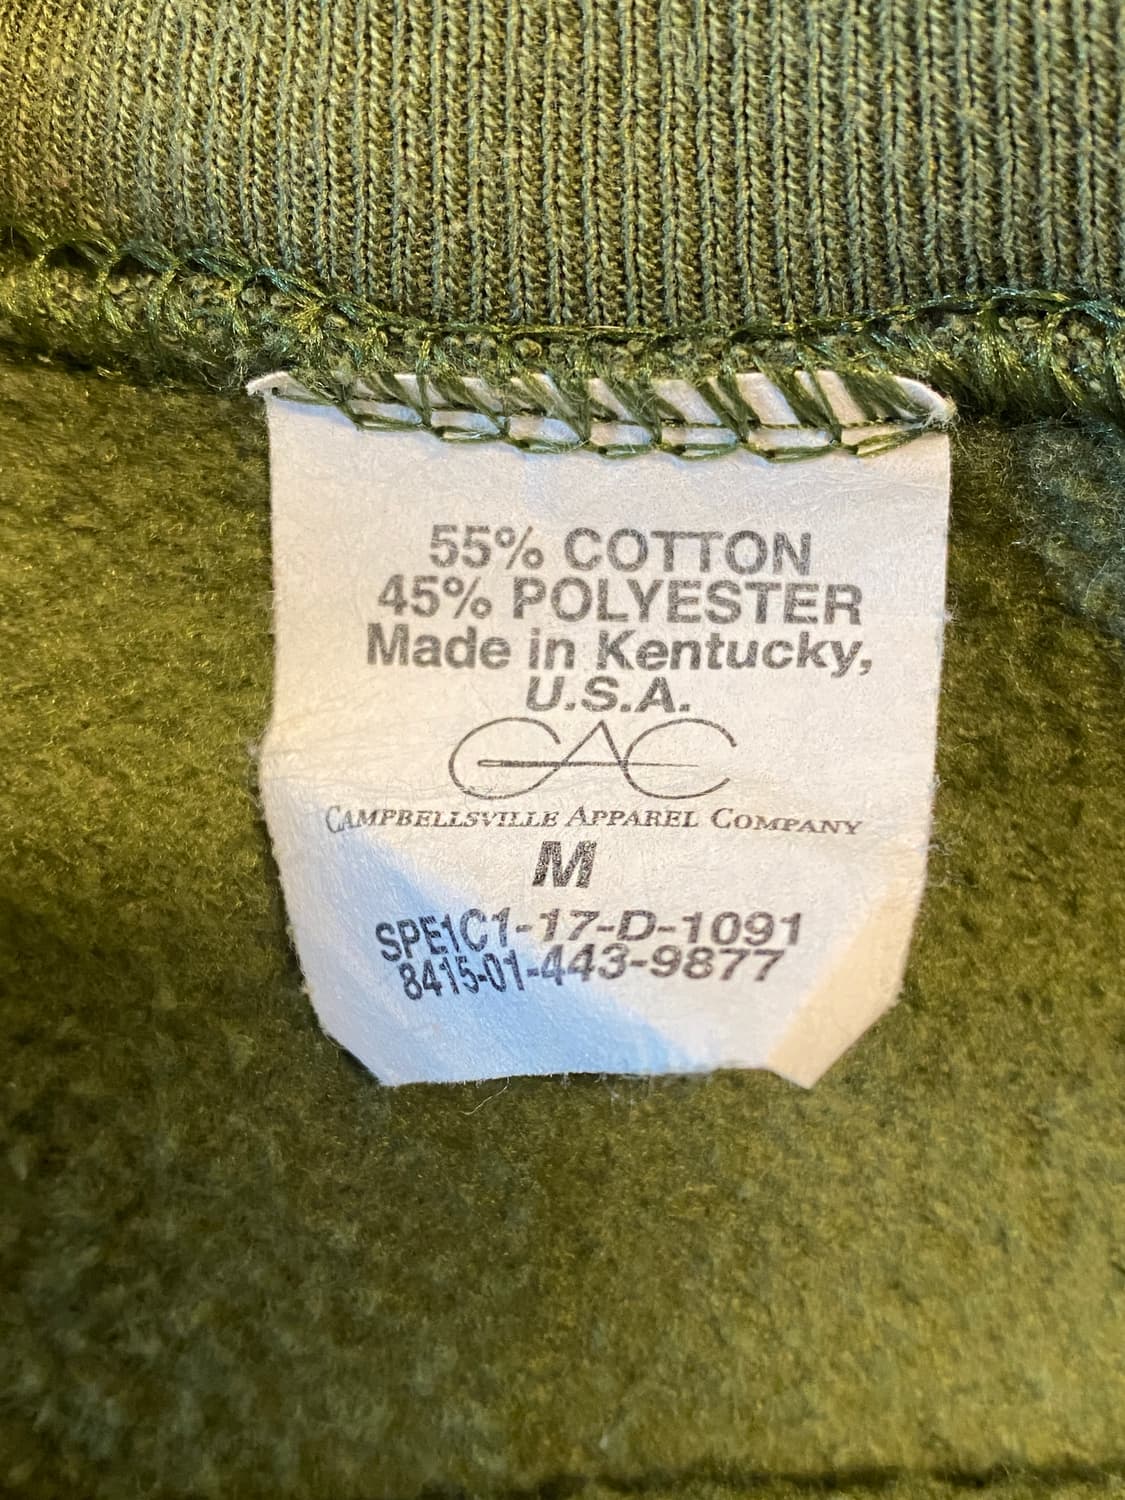 55% COTTON
45% POLYESTER
Made in Kentucky,
U.S.A.
CAC
CAMPBELLSVILLE APPAREL COMPANY
M
SPE1C1-17-D-1091
8415-01-443-9877